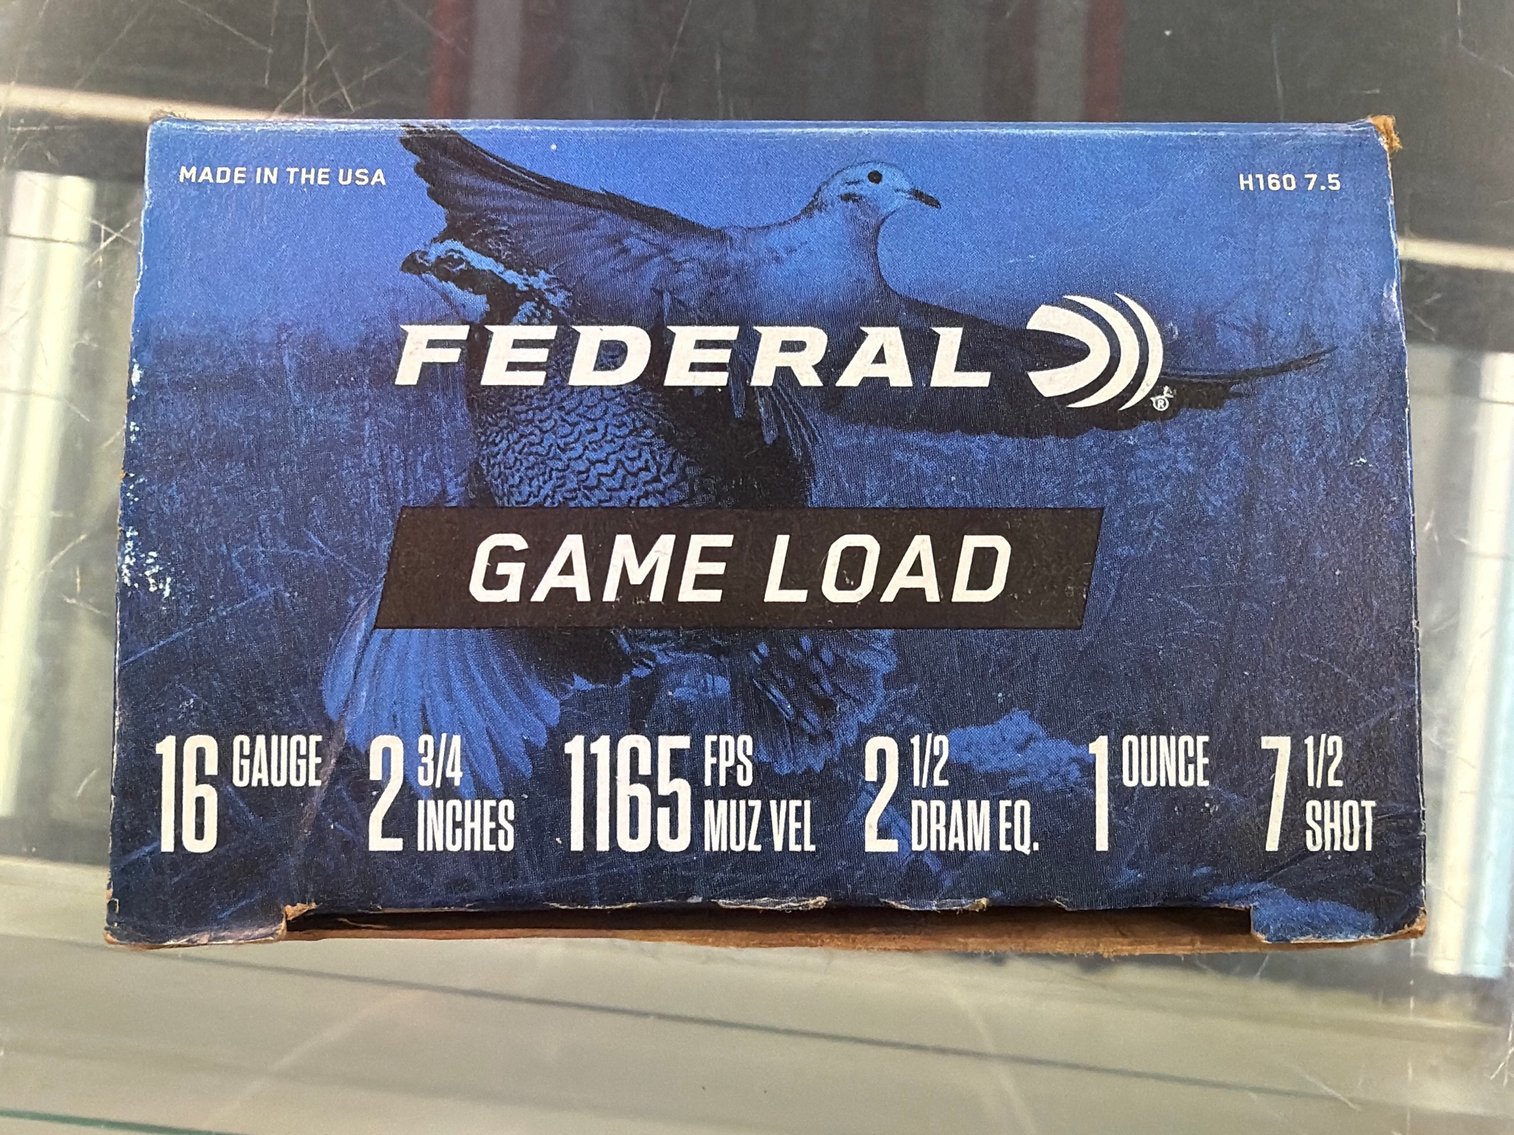 MADE IN THE USA
H160 7.5
FEDERAL ®
GAME LOAD
16 GAUGE 2 3/4 INCHES 1165 FPS MUZ VEL 2 1/2 DRAM EQ. 1 OUNCE 7 1/2 SHOT